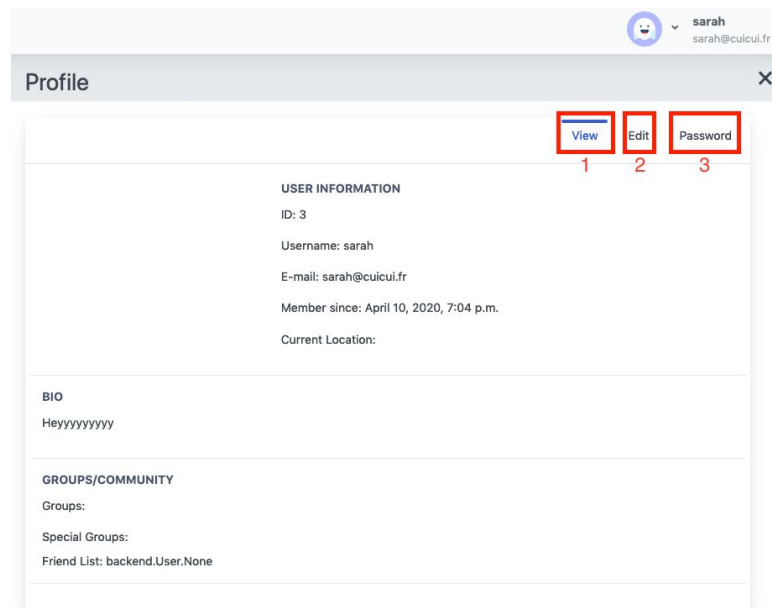 sarah
sarah@cuicui.fr
Profile
View Edit Password
1 2 3
USER INFORMATION
ID: 3
Username: sarah
E-mail: sarah@cuicui.fr
Member since: April 10, 2020, 7:04 p.m.
Current Location:
BIO
Heyyyyyyyyy
GROUPS/COMMUNITY
Groups:
Special Groups:
Friend List: backend.User.None